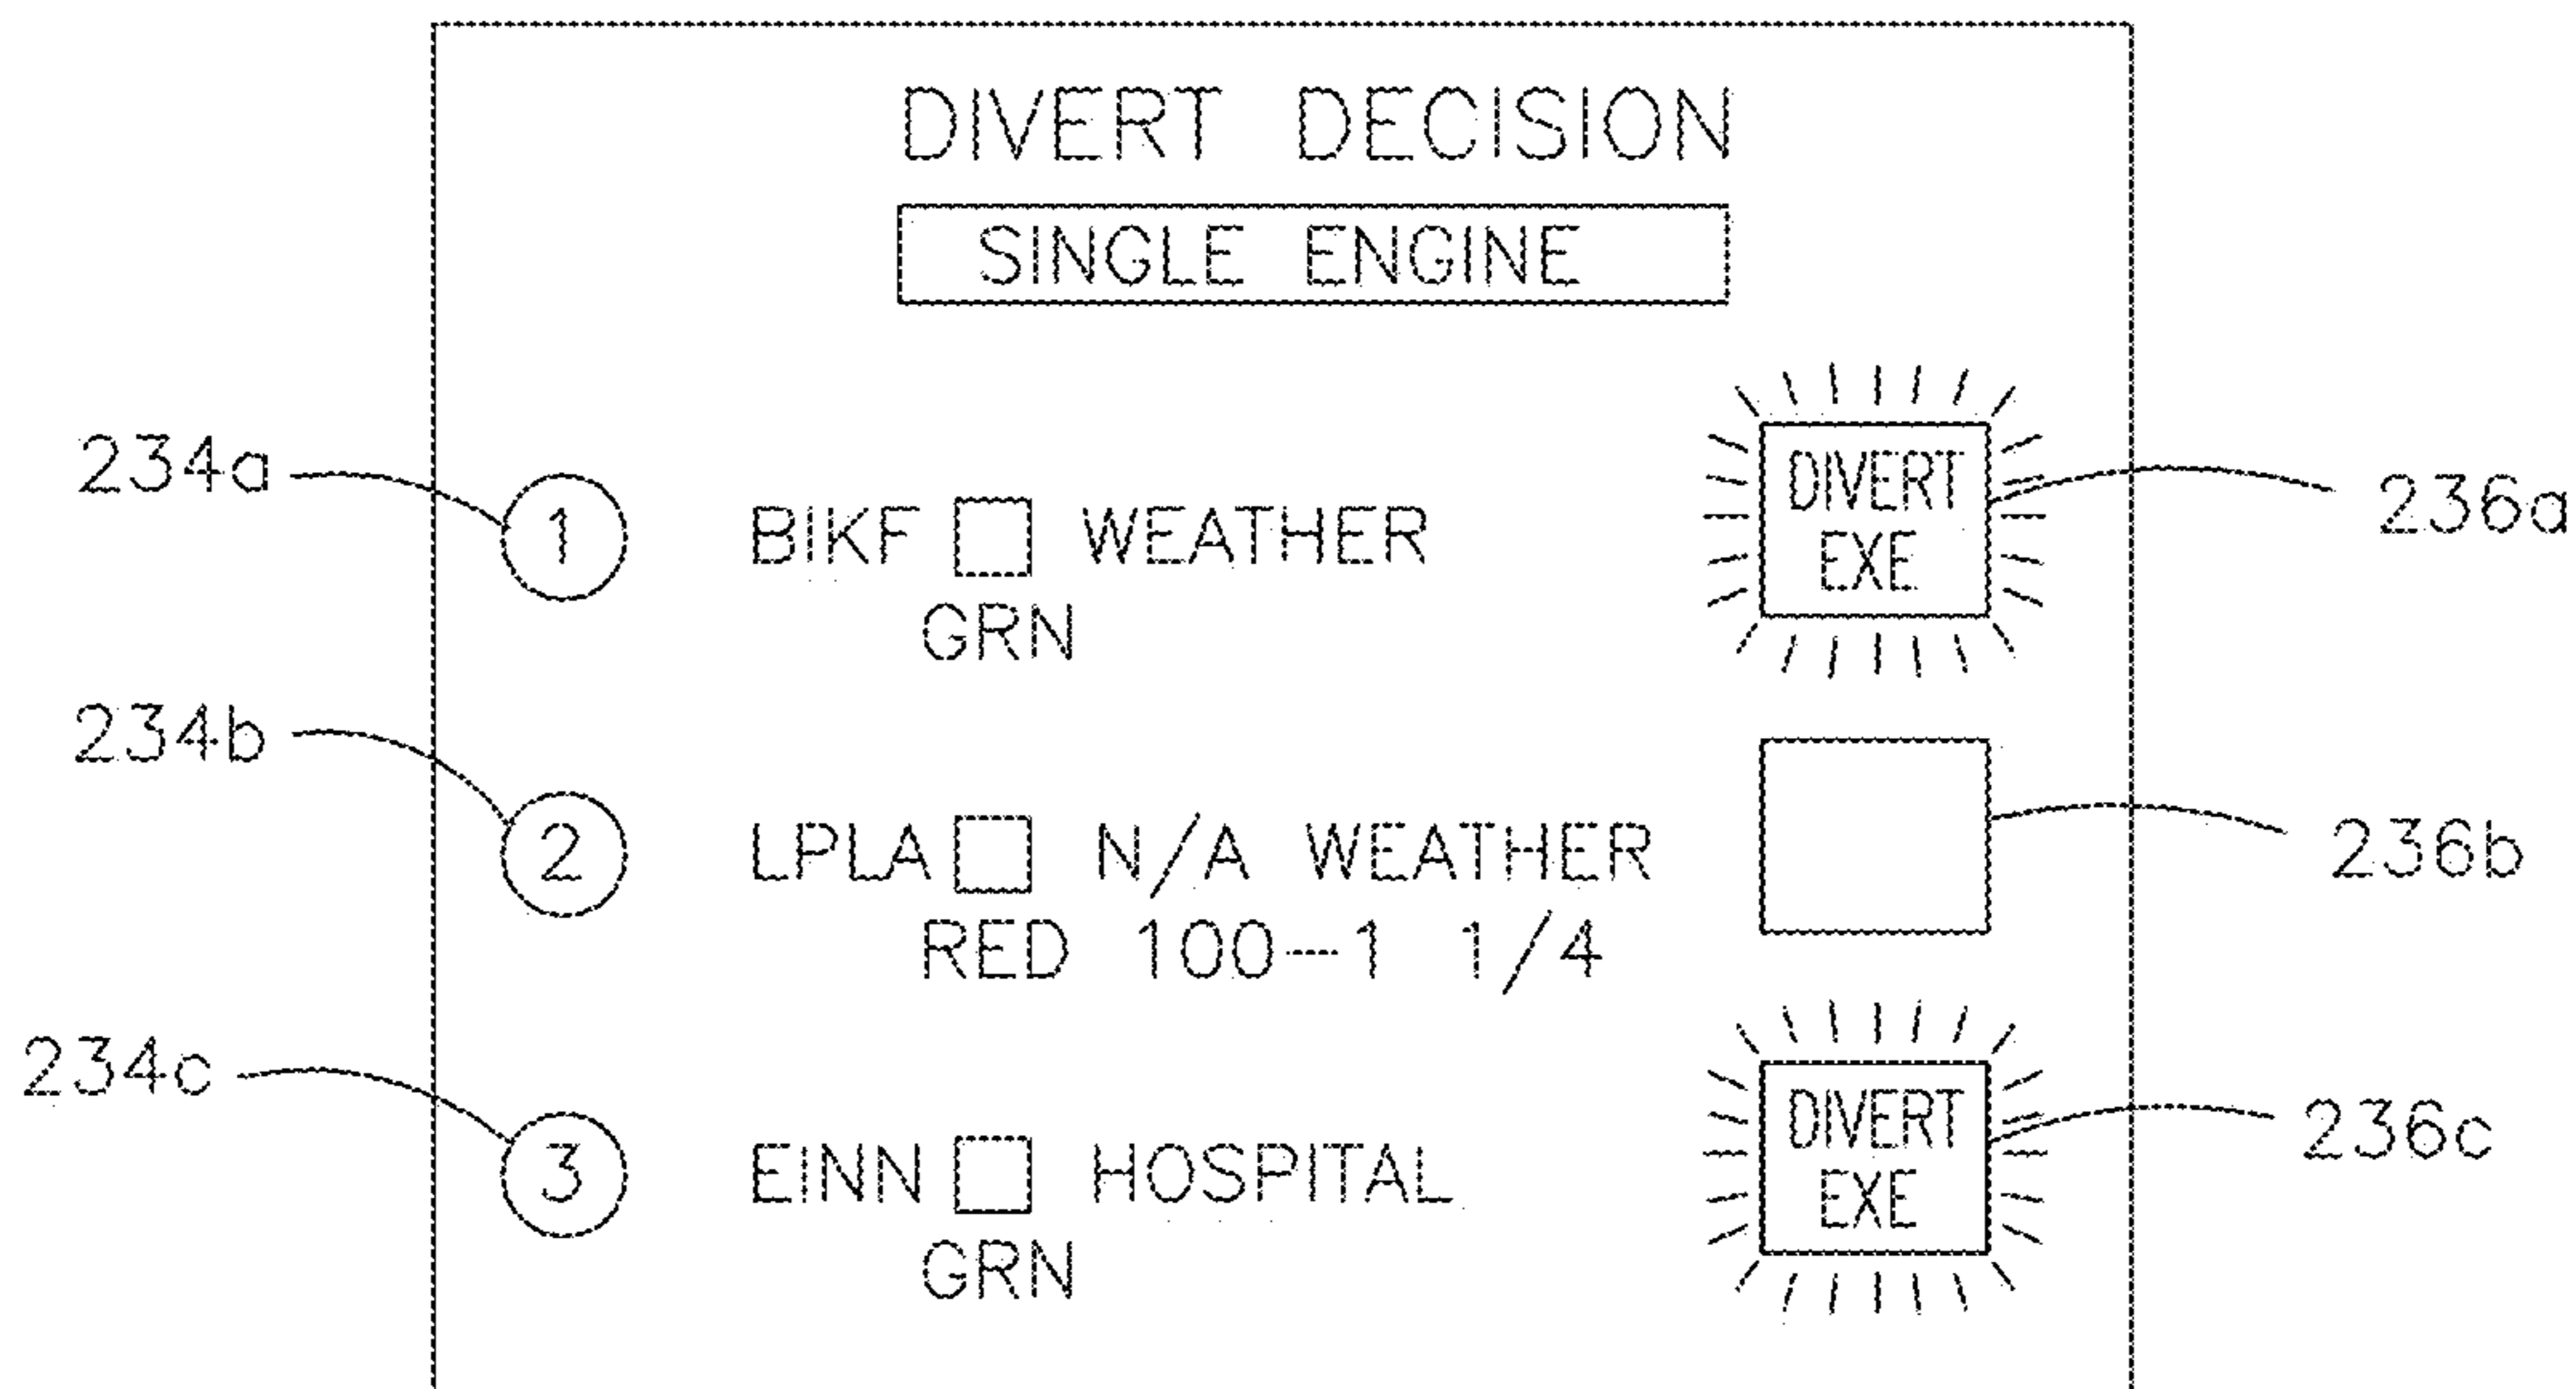 DIVERT DECISION
SINGLE ENGINE
234a
1
BIKF WEATHER
GRN
DIVERT
EXE
236a
234b
2
LPLA N/A WEATHER
RED 100-1 1/4
236b
234c
3
EINN HOSPITAL
GRN
DIVERT
EXE
236c